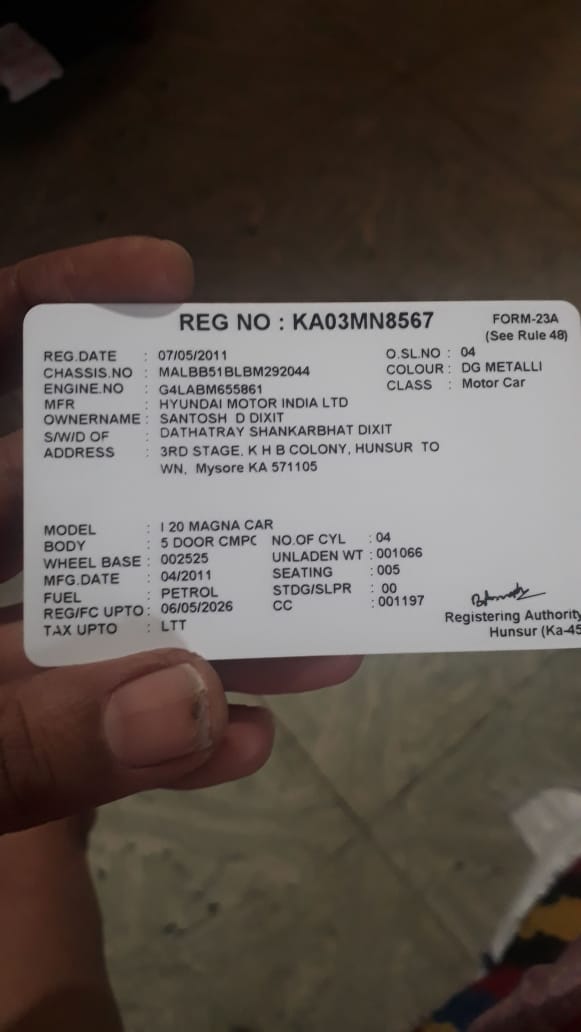 REG NO : KA03MN8567
FORM-23A
(See Rule 48)
REG.DATE : 07/05/2011 O.SL.NO : 04
CHASSIS.NO : MALBB51BLBM292044 COLOUR : DG METALLI
ENGINE.NO : G4LABM655861 CLASS : Motor Car
MFR : HYUNDAI MOTOR INDIA LTD
OWNERNAME : SANTOSH D DIXIT
S/W/D OF : DATHATRAY SHANKARBHAT DIXIT
ADDRESS : 3RD STAGE, K H B COLONY, HUNSUR TO
WN, Mysore KA 571105
MODEL : I 20 MAGNA CAR
BODY : 5 DOOR CMPC NO.OF CYL : 04
WHEEL BASE : 002525 UNLADEN WT : 001066
MFG.DATE : 04/2011 SEATING : 005
FUEL : PETROL STDG/SLPR : 00
REG/FC UPTO : 06/05/2026 CC : 001197
TAX UPTO : LTT
Registering Authority
Hunsur (Ka-45